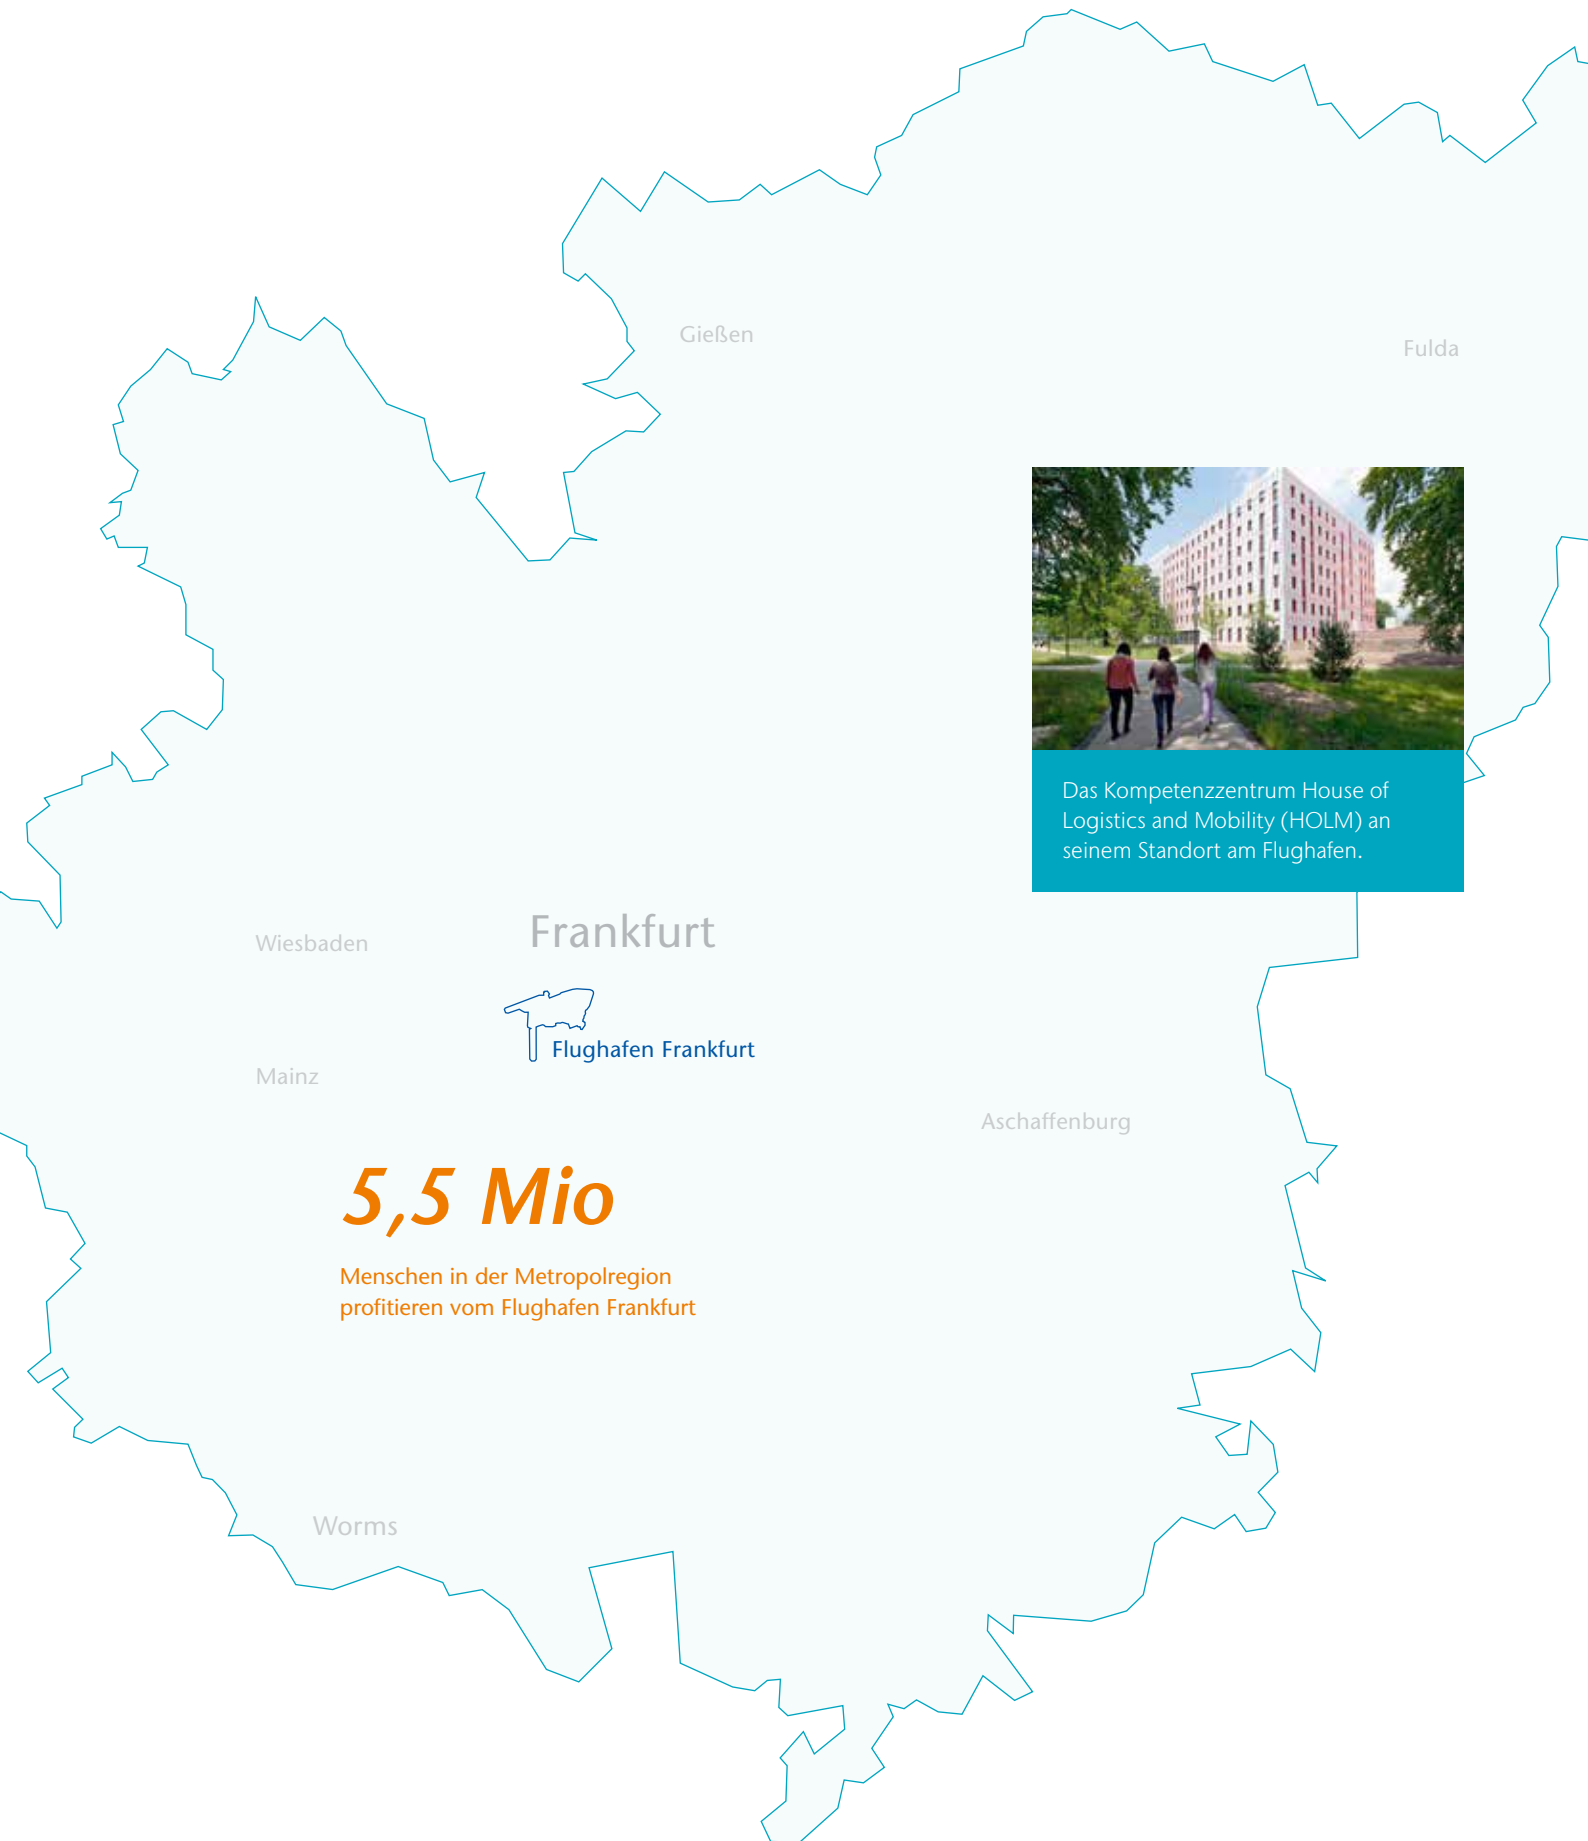 Gießen
Fulda
Das Kompetenzzentrum House of
Logistics and Mobility (HOLM) an
seinem Standort am Flughafen.
Frankfurt
Wiesbaden
Flughafen Frankfurt
Mainz
Aschaffenburg
5,5 Mio
Menschen in der Metropolregion
profitieren vom Flughafen Frankfurt
Worms